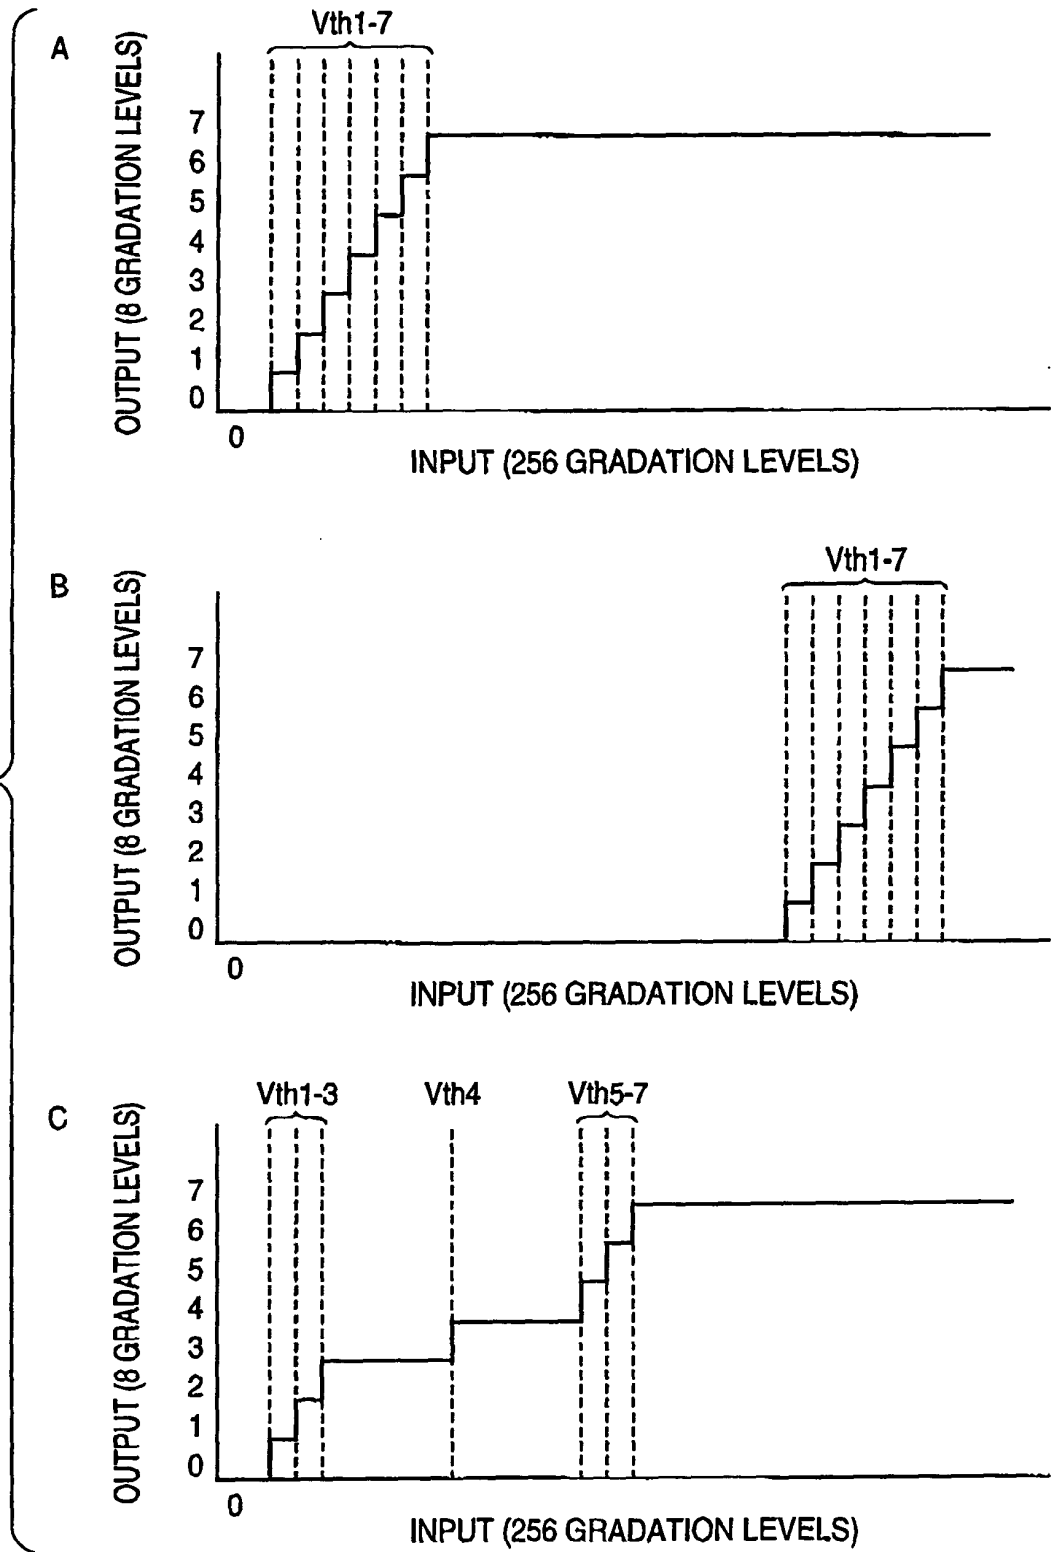 A
OUTPUT (8 GRADATION LEVELS)
Vth1-7
7
6
5
4
3
2
1
0
0
INPUT (256 GRADATION LEVELS)
B
OUTPUT (8 GRADATION LEVELS)
Vth1-7
7
6
5
4
3
2
1
0
0
INPUT (256 GRADATION LEVELS)
C
OUTPUT (8 GRADATION LEVELS)
Vth1-3 Vth4 Vth5-7
7
6
5
4
3
2
1
0
0
INPUT (256 GRADATION LEVELS)